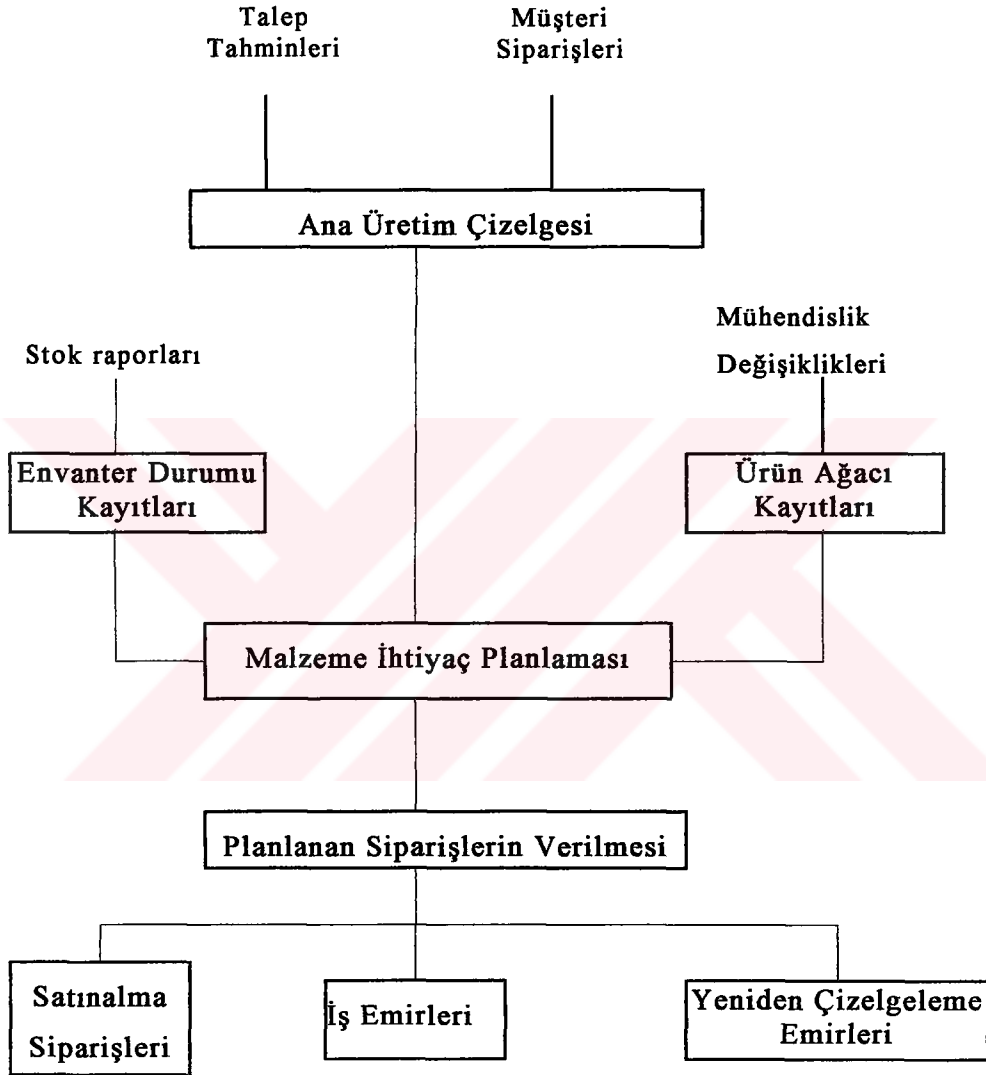 Talep
Tahminleri
Müşteri
Siparişleri
Ana Üretim Çizelgesi
Stok raporları
Mühendislik
Değişiklikleri
Envanter Durumu
Kayıtları
Ürün Ağacı
Kayıtları
Malzeme İhtiyaç Planlaması
Planlanan Siparişlerin Verilmesi
Satınalma
Siparişleri
İş Emirleri
Yeniden Çizelgeleme
Emirleri